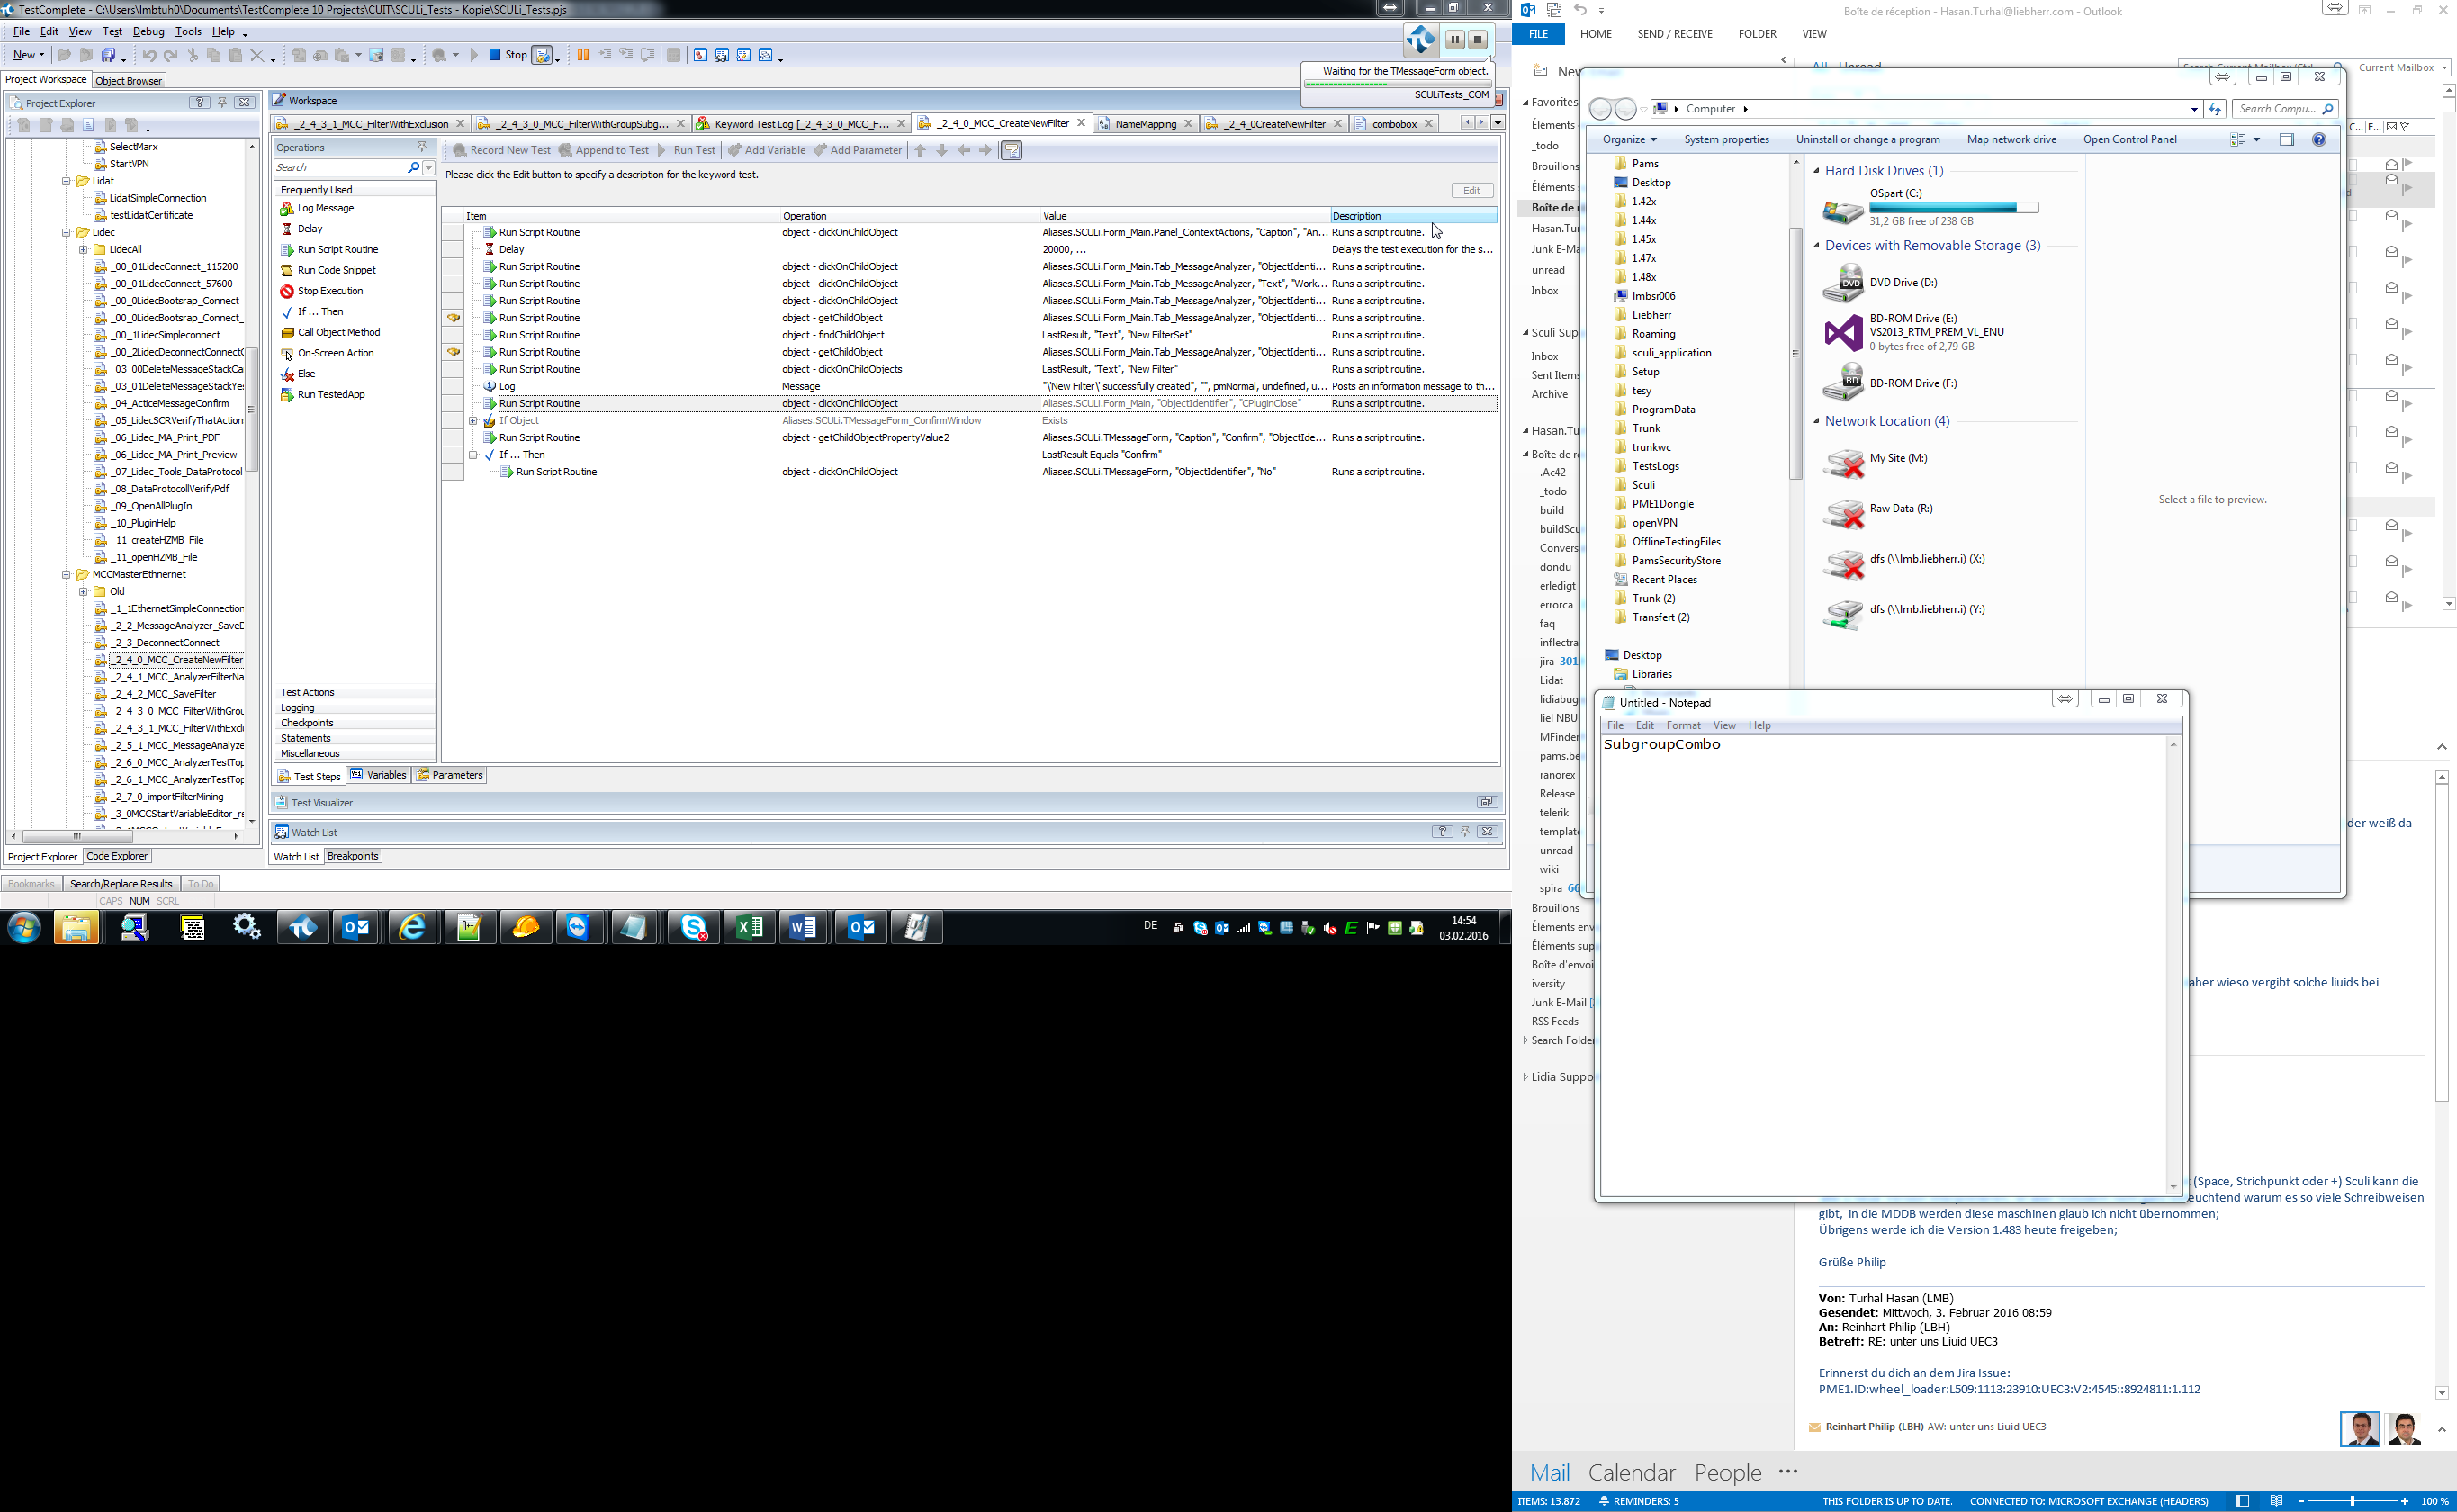 TestComplete - C:\Users\lmbtuh0\Documents\TestComplete 10 Projects\CUIT\SCULi_Tests - Kopie\SCULi_Tests.pjs
File Edit View Test Debug Tools Help
New Stop
Waiting for the TMessageForm object.
SCULiTests_COM
Project Workspace Object Browser
Project Explorer
SelectMarx
StartVPN
Lidat
LidatSimpleConnection
testLidatCertificate
Lidec
LidecAll
_00_01LidecConnect_115200
_00_01LidecConnect_57600
_00_0LidecBootsrap_Connect
_00_0LidecBootsrap_Connect_
_00_1LidecSimpleconnect
_00_2LidecDeconnectConnect
_03_00DeleteMessageStackCa
_03_01DeleteMessageStackYe
_04_ActiceMessageConfirm
_05_LidecSCRVerifyThatAction
_06_Lidec_MA_Print_PDF
_06_Lidec_MA_Print_Preview
_07_Lidec_Tools_DataProtocol
_08_DataProtocollVerifyPdf
_09_OpenAllPlugIn
_10_PluginHelp
_11_createHZMB_File
_11_openHZMB_File
MCCMasterEthnernet
Old
_1_1EthernetSimpleConnection
_2_2_MessageAnalyzer_SaveD
_2_3_DeconnectConnect
_2_4_0_MCC_CreateNewFilter
_2_4_1_MCC_AnalyzerFilterNa
_2_4_2_MCC_SaveFilter
_2_4_3_0_MCC_FilterWithGrou
_2_4_3_1_MCC_FilterWithExcl
_2_5_1_MCC_MessageAnalyze
_2_6_0_MCC_AnalyzerTestTop
_2_6_1_MCC_AnalyzerTestTop
_2_7_0_importFilterMining
_3_0MCCStartVariableEditor_rs
Project Explorer Code Explorer
Bookmarks Search/Replace Results To Do
CAPS NUM SCRL
Workspace
_2_4_3_1_MCC_FilterWithExclusion _2_4_3_0_MCC_FilterWithGroupSubg... Keyword Test Log [_2_4_3_0_MCC_F... _2_4_0_MCC_CreateNewFilter NameMapping _2_4_0CreateNewFilter combobox
Operations
Search
Frequently Used
Log Message
Delay
Run Script Routine
Run Code Snippet
Stop Execution
If ... Then
Call Object Method
On-Screen Action
Else
Run TestedApp
Test Actions
Logging
Checkpoints
Statements
Miscellaneous
Record New Test Append to Test Run Test Add Variable Add Parameter
Please click the Edit button to specify a description for the keyword test.
Edit
Item Operation Value Description
Run Script Routine object - clickOnChildObject Aliases.SCULi.Form_Main.Panel_ContextActions, "Caption", "An... Runs a script routine.
Delay 20000, ... Delays the test execution for the s...
Run Script Routine object - clickOnChildObject Aliases.SCULi.Form_Main.Tab_MessageAnalyzer, "ObjectIdenti... Runs a script routine.
Run Script Routine object - clickOnChildObject Aliases.SCULi.Form_Main.Tab_MessageAnalyzer, "Text", "Work... Runs a script routine.
Run Script Routine object - clickOnChildObject Aliases.SCULi.Form_Main.Tab_MessageAnalyzer, "ObjectIdenti... Runs a script routine.
Run Script Routine object - getChildObject Aliases.SCULi.Form_Main.Tab_MessageAnalyzer, "ObjectIdenti... Runs a script routine.
Run Script Routine object - findChildObject LastResult, "Text", "New FilterSet" Runs a script routine.
Run Script Routine object - getChildObject Aliases.SCULi.Form_Main.Tab_MessageAnalyzer, "ObjectIdenti... Runs a script routine.
Run Script Routine object - clickOnChildObjects LastResult, "Text", "New Filter" Runs a script routine.
Log Message "\'New Filter\' successfully created", "", pmNormal, undefined, u... Posts an information message to th...
Run Script Routine object - clickOnChildObject Aliases.SCULi.Form_Main, "ObjectIdentifier", "CPluginClose" Runs a script routine.
If Object Aliases.SCULi.TMessageForm_ConfirmWindow Exists
Run Script Routine object - getChildObjectPropertyValue2 Aliases.SCULi.TMessageForm, "Caption", "Confirm", "ObjectIde... Runs a script routine.
If ... Then LastResult Equals "Confirm"
Run Script Routine object - clickOnChildObject Aliases.SCULi.TMessageForm, "ObjectIdentifier", "No" Runs a script routine.
Test Steps Variables Parameters
Test Visualizer
Watch List
Watch List Breakpoints
DE
14:54
03.02.2016
Boîte de réception - Hasan.Turhal@liebherr.com - Outlook
FILE HOME SEND / RECEIVE FOLDER VIEW
All Unread
Current Mailbox
Favorites
Éléments
_todo
Brouillons
Éléments s
Boîte de ré
Hasan.Tur
Junk E-Ma
unread
Inbox
Sculi Sup
Inbox
Sent Items
Archive
Hasan.Tu
Boîte de ré
.Ac42
_todo
build
buildScu
Convers
dondu
erledigt
errorca
faq
inflectra
jira 301
Lidat
lidiabug
liel NBU
MFinder
pams.be
ranorex
Release
telerik
template
unread
wiki
spira 66
Brouillons
Éléments env
Éléments sup
Boîte d'envoi
iversity
Junk E-Mail
RSS Feeds
Search Folde
Lidia Suppo
Computer
Search Compu...
Organize System properties Uninstall or change a program Map network drive Open Control Panel
Pams
Desktop
1.42x
1.44x
1.45x
1.47x
1.48x
lmbsr006
Liebherr
Roaming
sculi_application
Setup
tesy
ProgramData
Trunk
trunkwc
TestsLogs
Sculi
PME1Dongle
openVPN
OfflineTestingFiles
PamsSecurityStore
Recent Places
Trunk (2)
Transfert (2)
Desktop
Libraries
Hard Disk Drives (1)
OSpart (C:)
31,2 GB free of 238 GB
Devices with Removable Storage (3)
DVD Drive (D:)
BD-ROM Drive (E:)
VS2013_RTM_PREM_VL_ENU
0 bytes free of 2,79 GB
BD-ROM Drive (F:)
Network Location (4)
My Site (M:)
Raw Data (R:)
dfs (\\lmb.liebherr.i) (X:)
dfs (\\lmb.liebherr.i) (Y:)
Select a file to preview.
Untitled - Notepad
File Edit Format View Help
SubgroupCombo
der weiß da
aher wieso vergibt solche liuids bei
(Space, Strichpunkt oder +) Sculi kann die
euchtend warum es so viele Schreibweisen
gibt, in die MDDB werden diese maschinen glaub ich nicht übernommen;
Übrigens werde ich die Version 1.483 heute freigeben;
Grüße Philip
Von: Turhal Hasan (LMB)
Gesendet: Mittwoch, 3. Februar 2016 08:59
An: Reinhart Philip (LBH)
Betreff: RE: unter uns Liuid UEC3
Erinnerst du dich an dem Jira Issue:
PME1.ID:wheel_loader:L509:1113:23910:UEC3:V2:4545::8924811:1.112
Reinhart Philip (LBH) AW: unter uns Liuid UEC3
Mail Calendar People ...
ITEMS: 13.872 REMINDERS: 5 THIS FOLDER IS UP TO DATE. CONNECTED TO: MICROSOFT EXCHANGE (HEADERS) 100 %